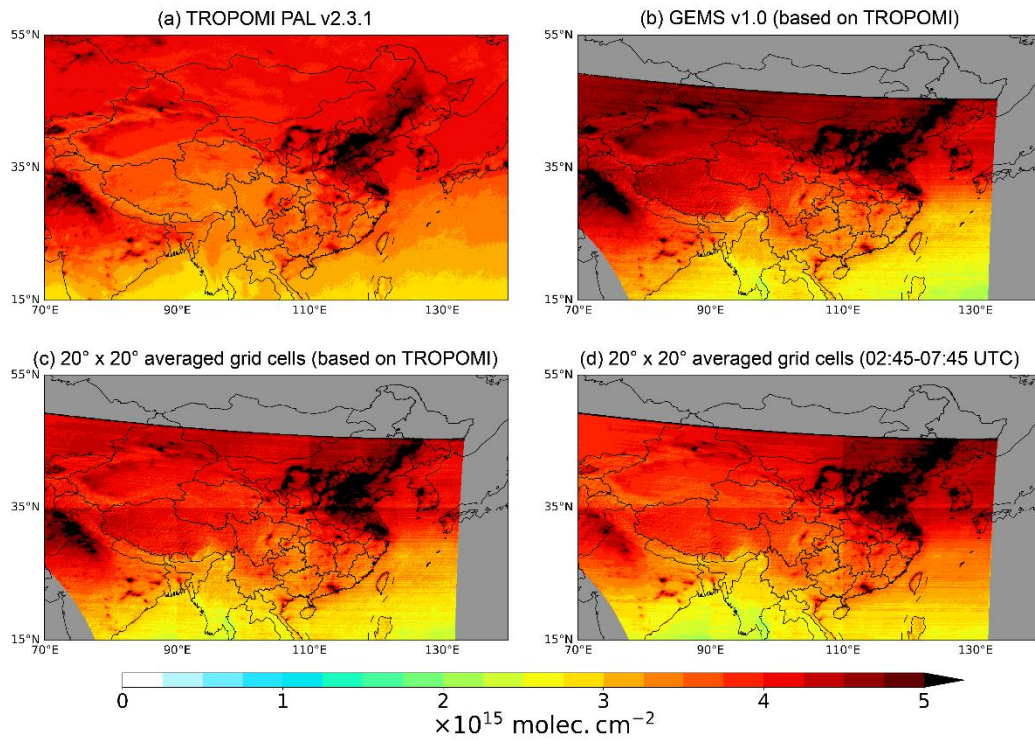 (a) TROPOMI PAL v2.3.1
(b) GEMS v1.0 (based on TROPOMI)
55°N
35°N
15°N
70°E 90°E 110°E 130°E
55°N
35°N
15°N
70°E 90°E 110°E 130°E
(c) 20° x 20° averaged grid cells (based on TROPOMI)
(d) 20° x 20° averaged grid cells (02:45-07:45 UTC)
55°N
35°N
15°N
70°E 90°E 110°E 130°E
55°N
35°N
15°N
70°E 90°E 110°E 130°E
0 1 2 3 4 5
×10¹⁵ molec. cm⁻²